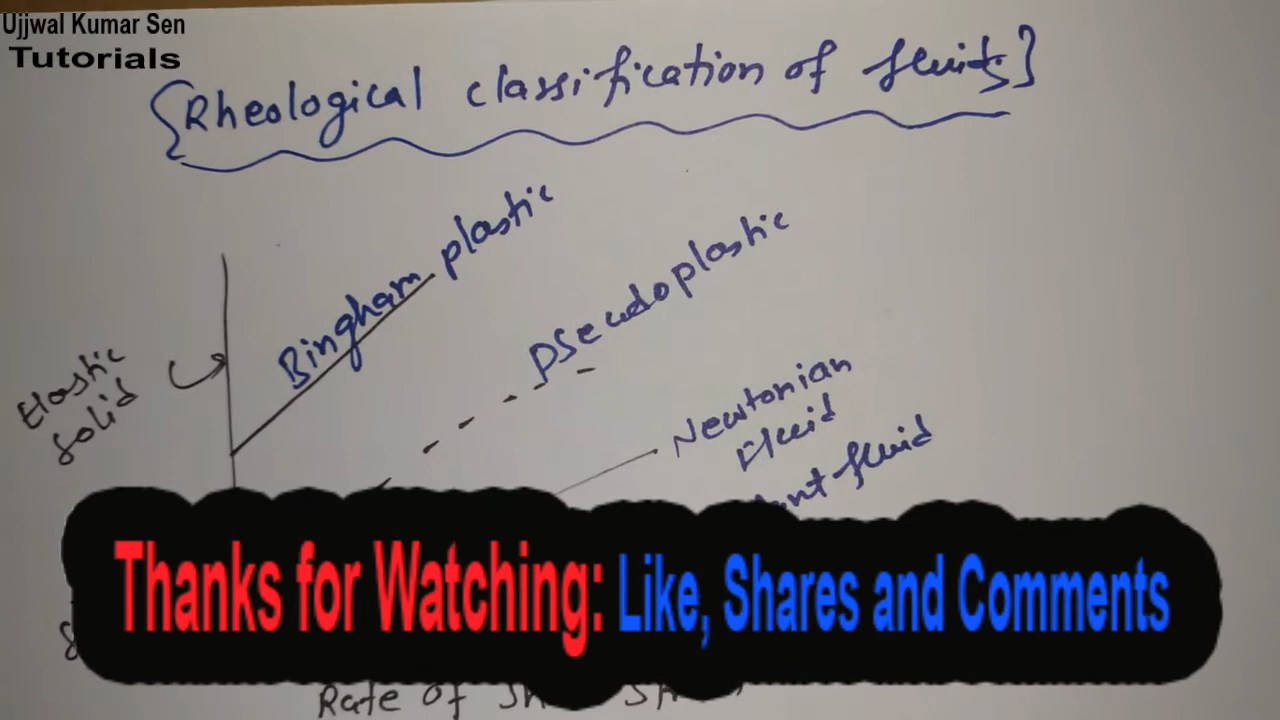 Ujjwal Kumar Sen
Tutorials
{Rheological classification of fluids}
Bingham plastic
Pseudoplastic
Elastic
solid
Newtonian
Fluid
fluid
Thanks for Watching: Like, Shares and Comments
Rate of